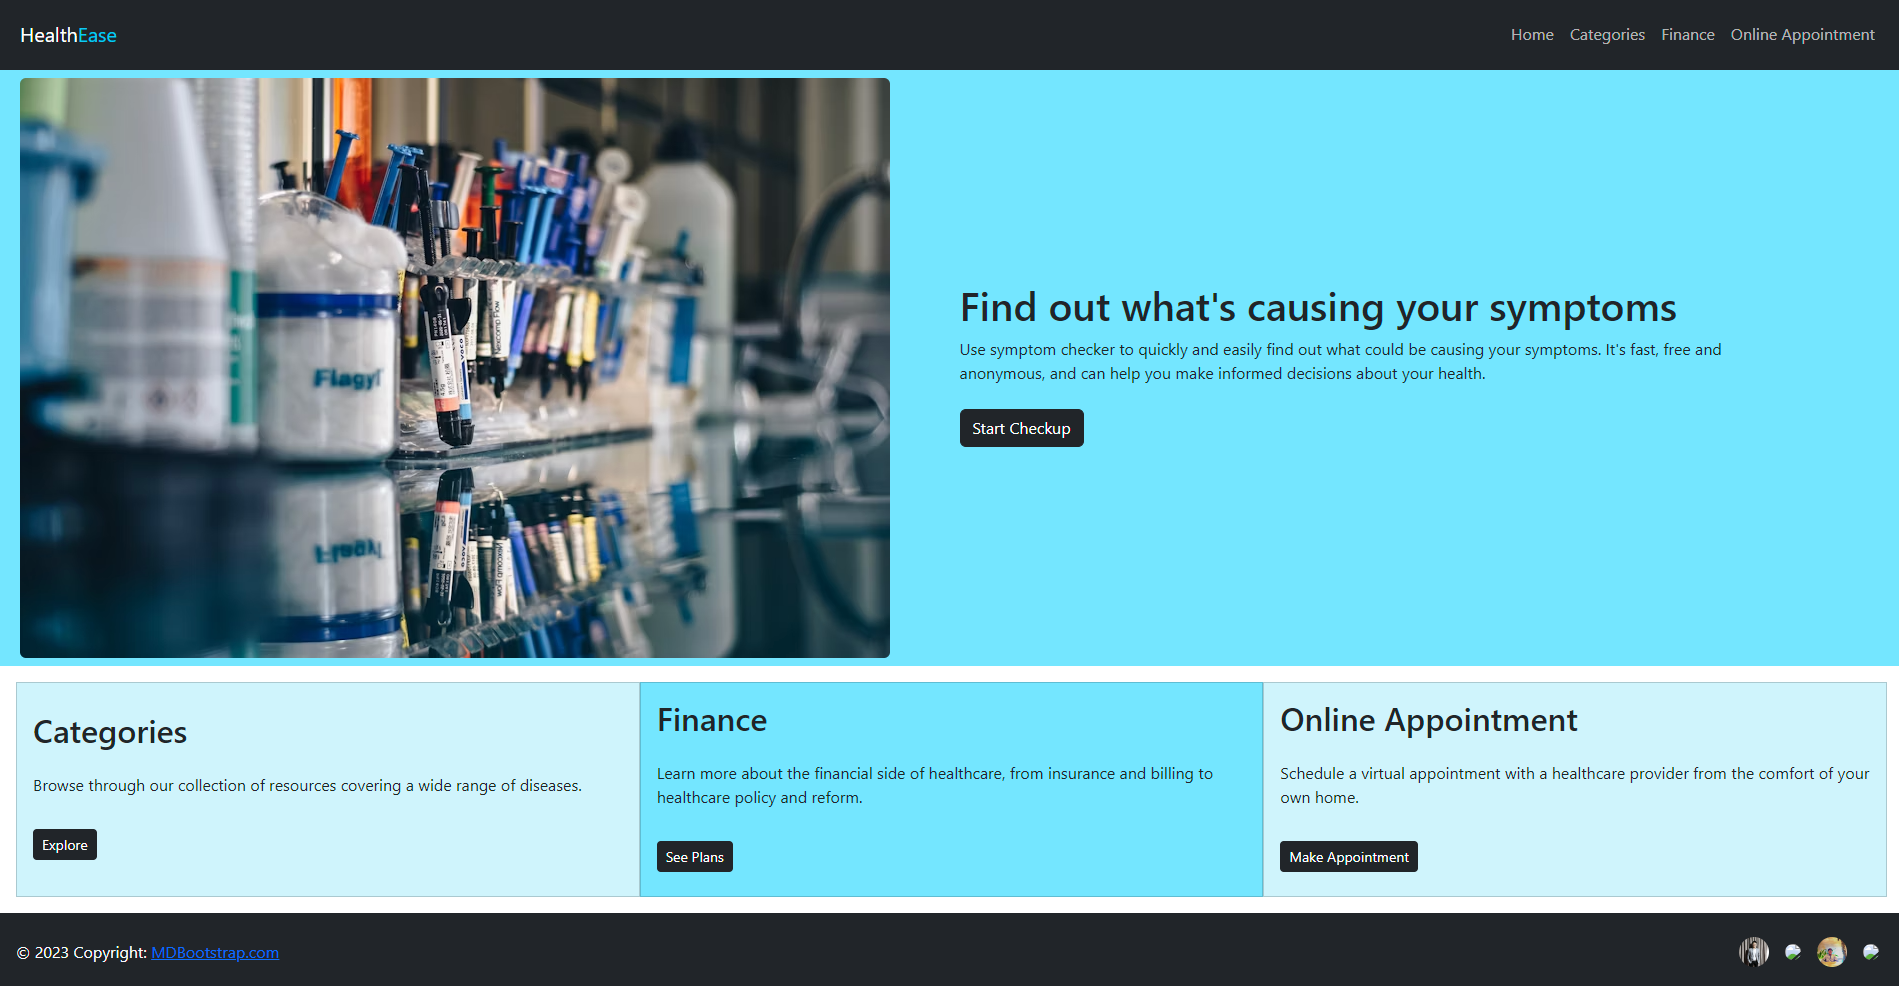 HealthEase
Home Categories Finance Online Appointment
Flagyl
Find out what's causing your symptoms
Use symptom checker to quickly and easily find out what could be causing your symptoms. It's fast, free and
anonymous, and can help you make informed decisions about your health.
Start Checkup
Categories
Browse through our collection of resources covering a wide range of diseases.
Explore
Finance
Learn more about the financial side of healthcare, from insurance and billing to
healthcare policy and reform.
See Plans
Online Appointment
Schedule a virtual appointment with a healthcare provider from the comfort of your
own home.
Make Appointment
© 2023 Copyright: MDBootstrap.com